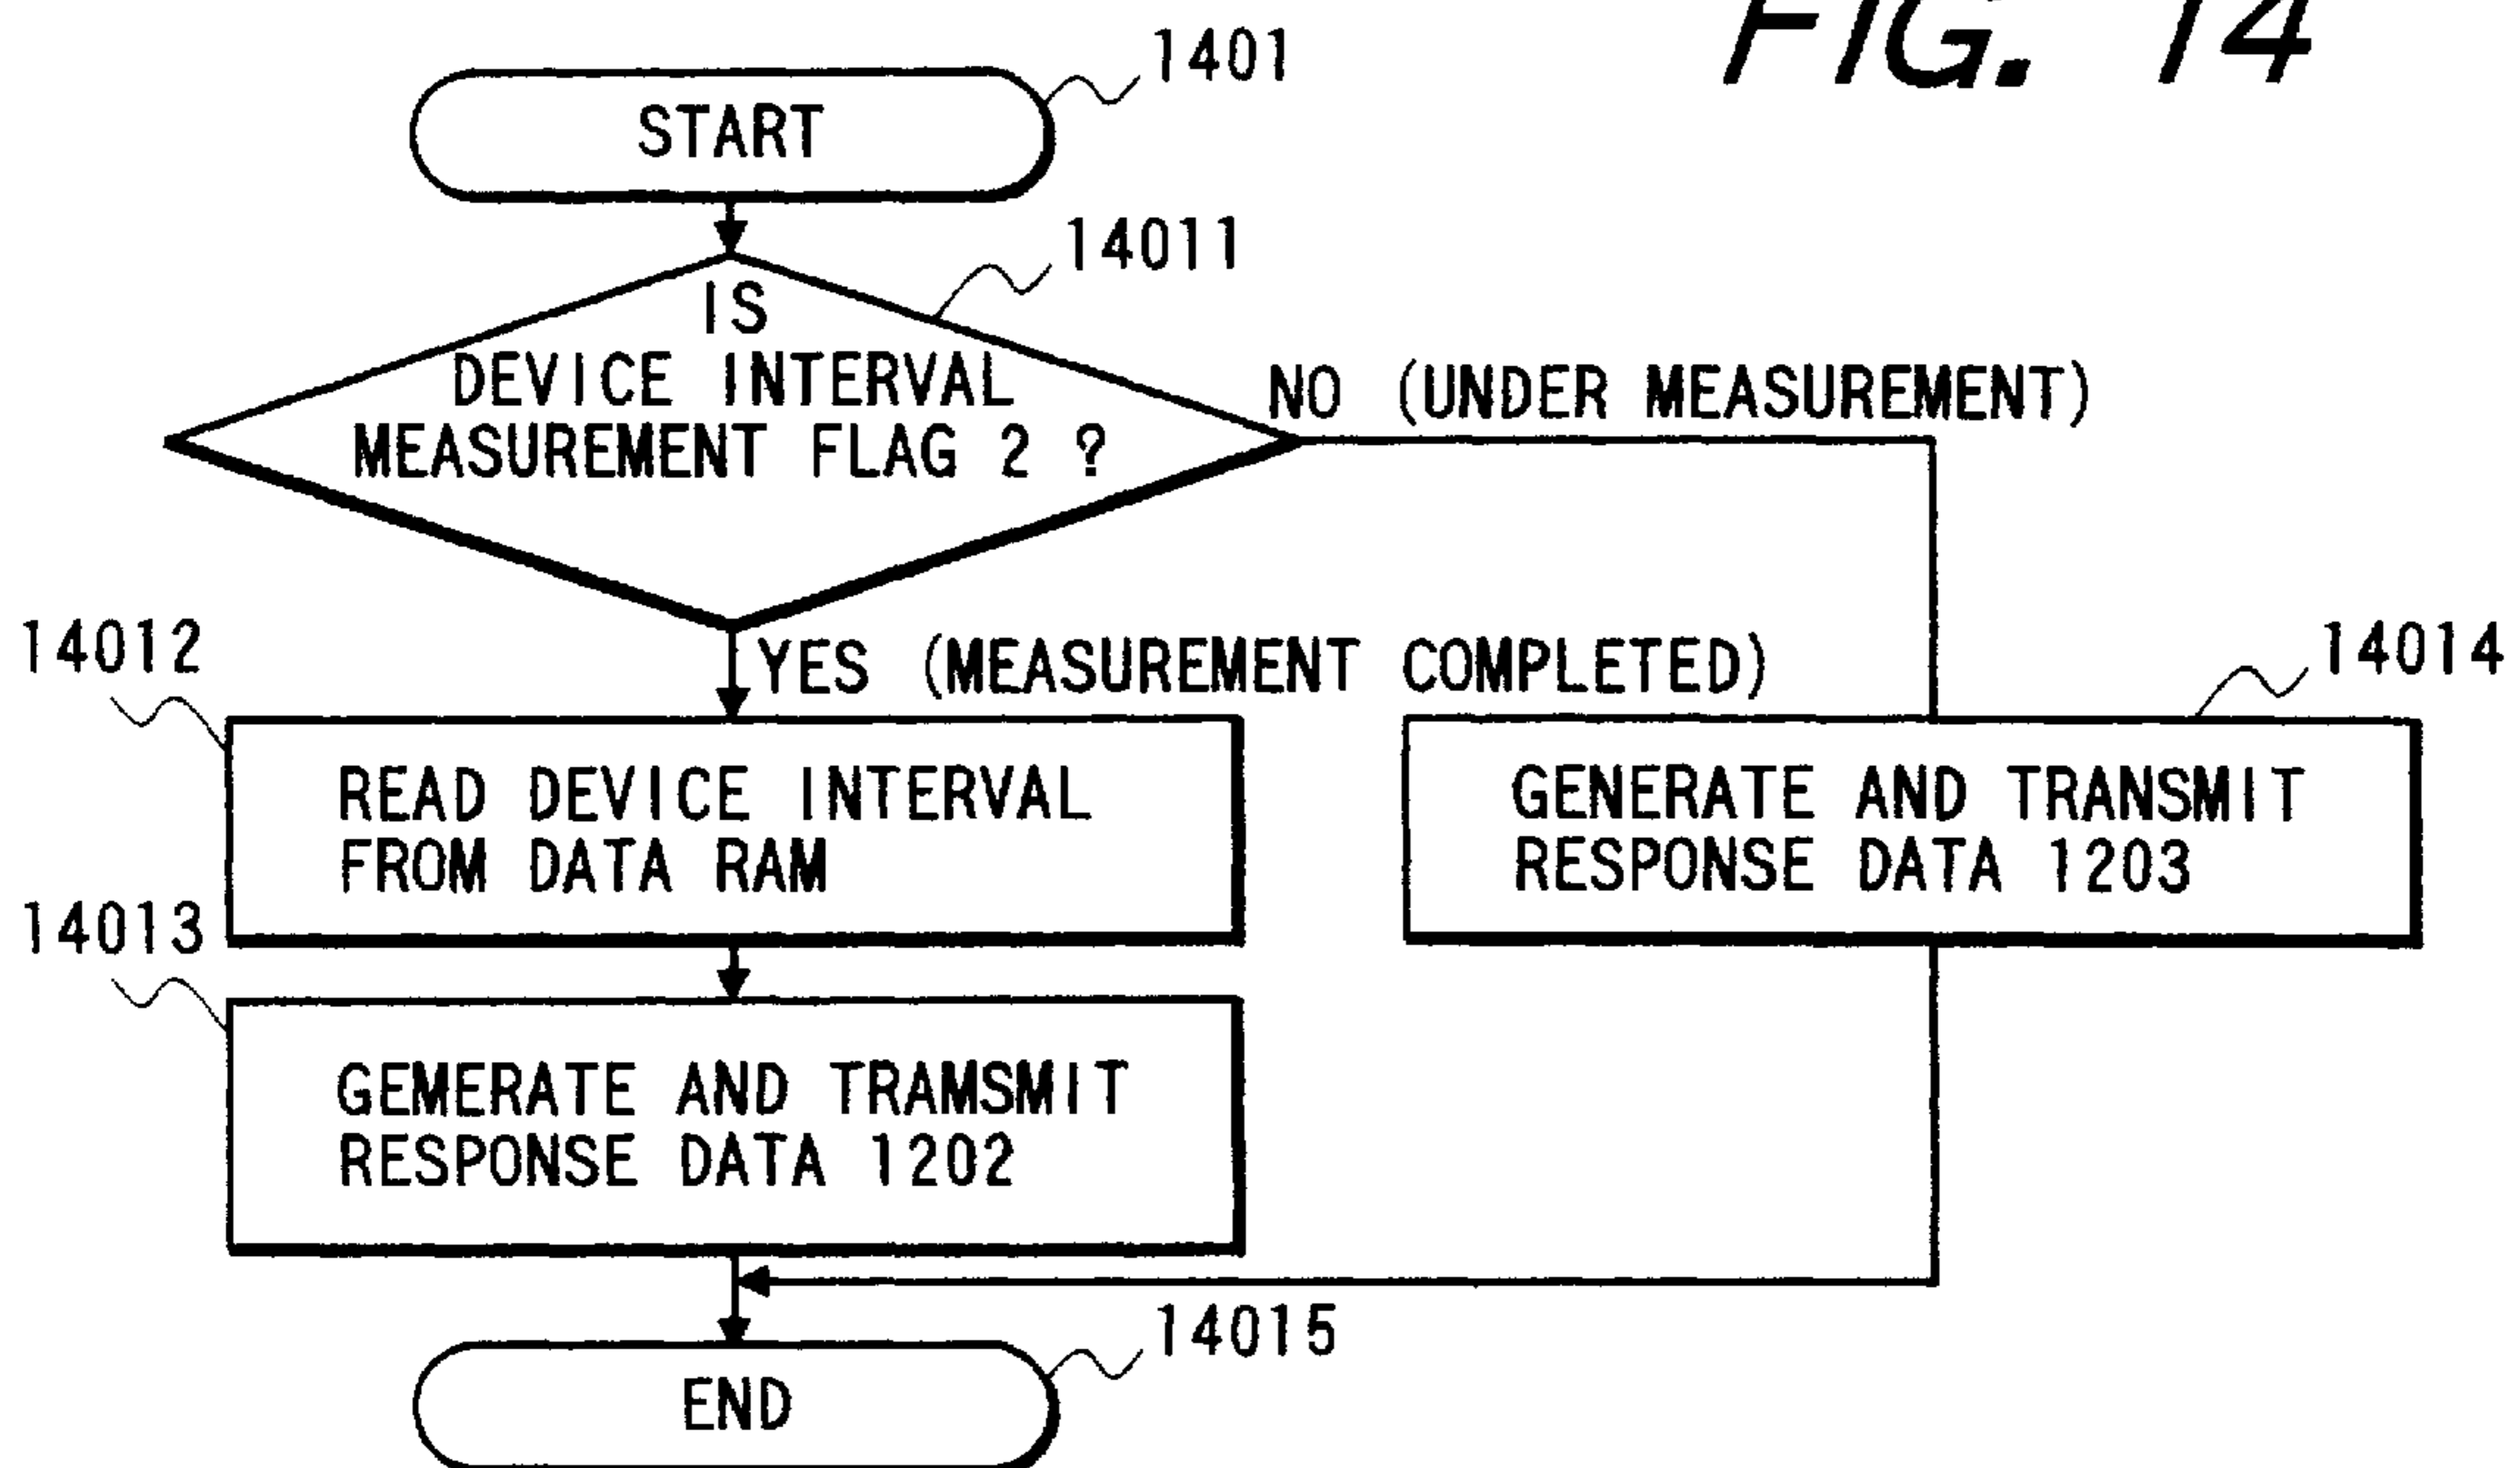 FIG. 14
1401
START
14011
IS
DEVICE INTERVAL
MEASUREMENT FLAG 2 ?
NO (UNDER MEASUREMENT)
YES (MEASUREMENT COMPLETED)
14012
READ DEVICE INTERVAL
FROM DATA RAM
14014
GENERATE AND TRANSMIT
RESPONSE DATA 1203
14013
GEMERATE AND TRAMSMIT
RESPONSE DATA 1202
14015
END